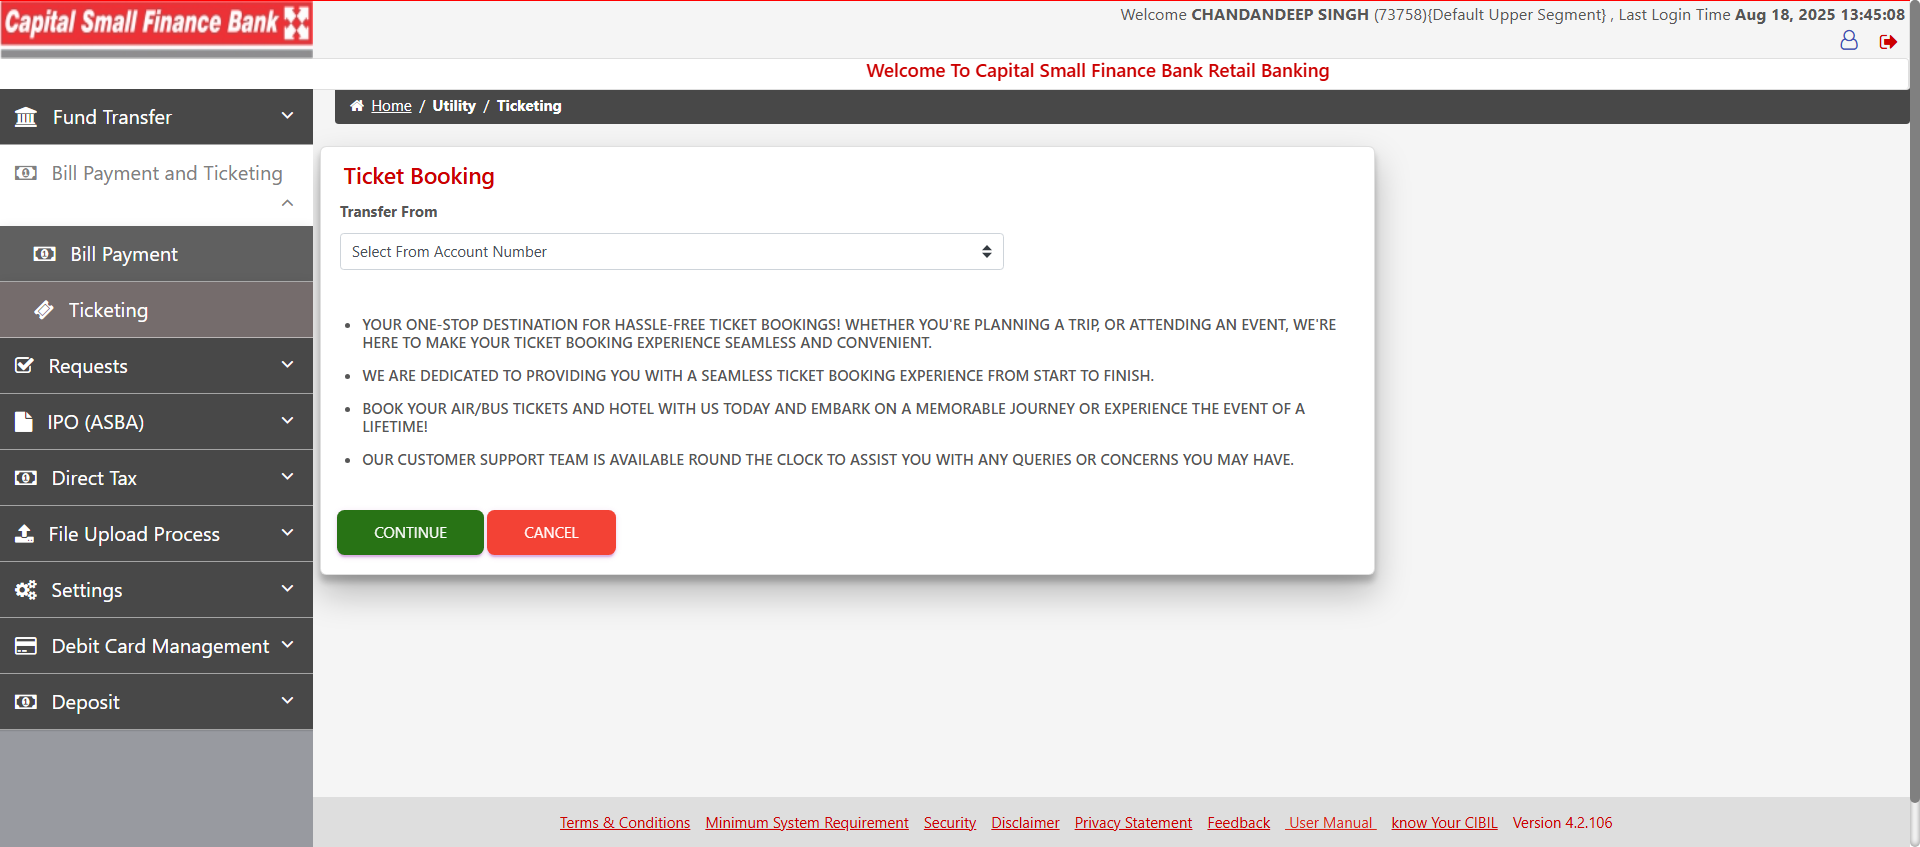 Capital Small Finance Bank
Welcome CHANDANDEEP SINGH (73758){Default Upper Segment} , Last Login Time Aug 18, 2025 13:45:08
Welcome To Capital Small Finance Bank Retail Banking
Home / Utility / Ticketing
Fund Transfer
Bill Payment and Ticketing
Bill Payment
Ticketing
Requests
IPO (ASBA)
Direct Tax
File Upload Process
Settings
Debit Card Management
Deposit
Ticket Booking
Transfer From
Select From Account Number
• YOUR ONE-STOP DESTINATION FOR HASSLE-FREE TICKET BOOKINGS! WHETHER YOU'RE PLANNING A TRIP, OR ATTENDING AN EVENT, WE'RE
HERE TO MAKE YOUR TICKET BOOKING EXPERIENCE SEAMLESS AND CONVENIENT.
• WE ARE DEDICATED TO PROVIDING YOU WITH A SEAMLESS TICKET BOOKING EXPERIENCE FROM START TO FINISH.
• BOOK YOUR AIR/BUS TICKETS AND HOTEL WITH US TODAY AND EMBARK ON A MEMORABLE JOURNEY OR EXPERIENCE THE EVENT OF A
LIFETIME!
• OUR CUSTOMER SUPPORT TEAM IS AVAILABLE ROUND THE CLOCK TO ASSIST YOU WITH ANY QUERIES OR CONCERNS YOU MAY HAVE.
CONTINUE CANCEL
Terms & Conditions Minimum System Requirement Security Disclaimer Privacy Statement Feedback User Manual know Your CIBIL Version 4.2.106